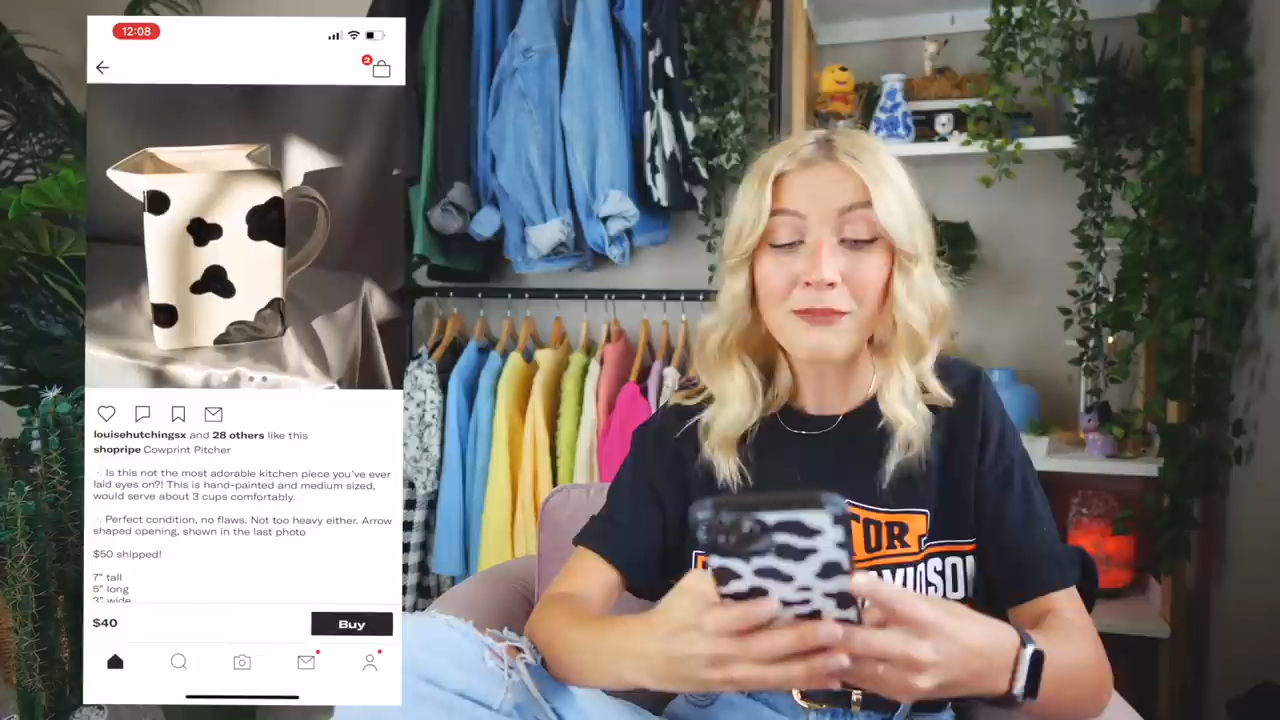 12:08
2
louisehutchingsx and 28 others like this
shopripe Cowprint Pitcher
Is this not the most adorable kitchen piece you've ever
laid eyes on?! This is hand-painted and medium sized,
would serve about 3 cups comfortably.
Perfect condition, no flaws. Not too heavy either. Arrow
shaped opening, shown in the last photo
$50 shipped!
7" tall
5" long
3" wide
$40
Buy